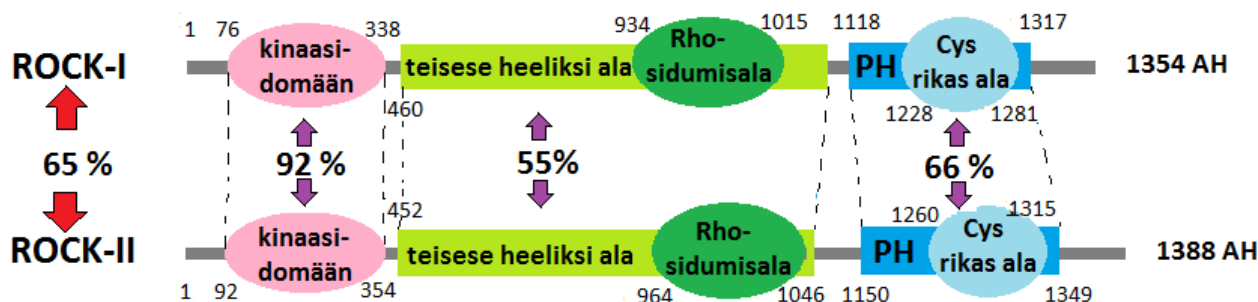 1 76 338 934 1015 1118 1317
ROCK-I
kinaasi-
domään
teisese heeliksi ala
Rho-
sidumisala
PH
Cys
rikas ala
1354 AH
460 1228 1281
65 % 92 % 55% 66 %
452 1260 1315
ROCK-II
kinaasi-
domään
teisese heeliksi ala
Rho-
sidumisala
PH
Cys
rikas ala
1388 AH
1 92 354 964 1046 1150 1349